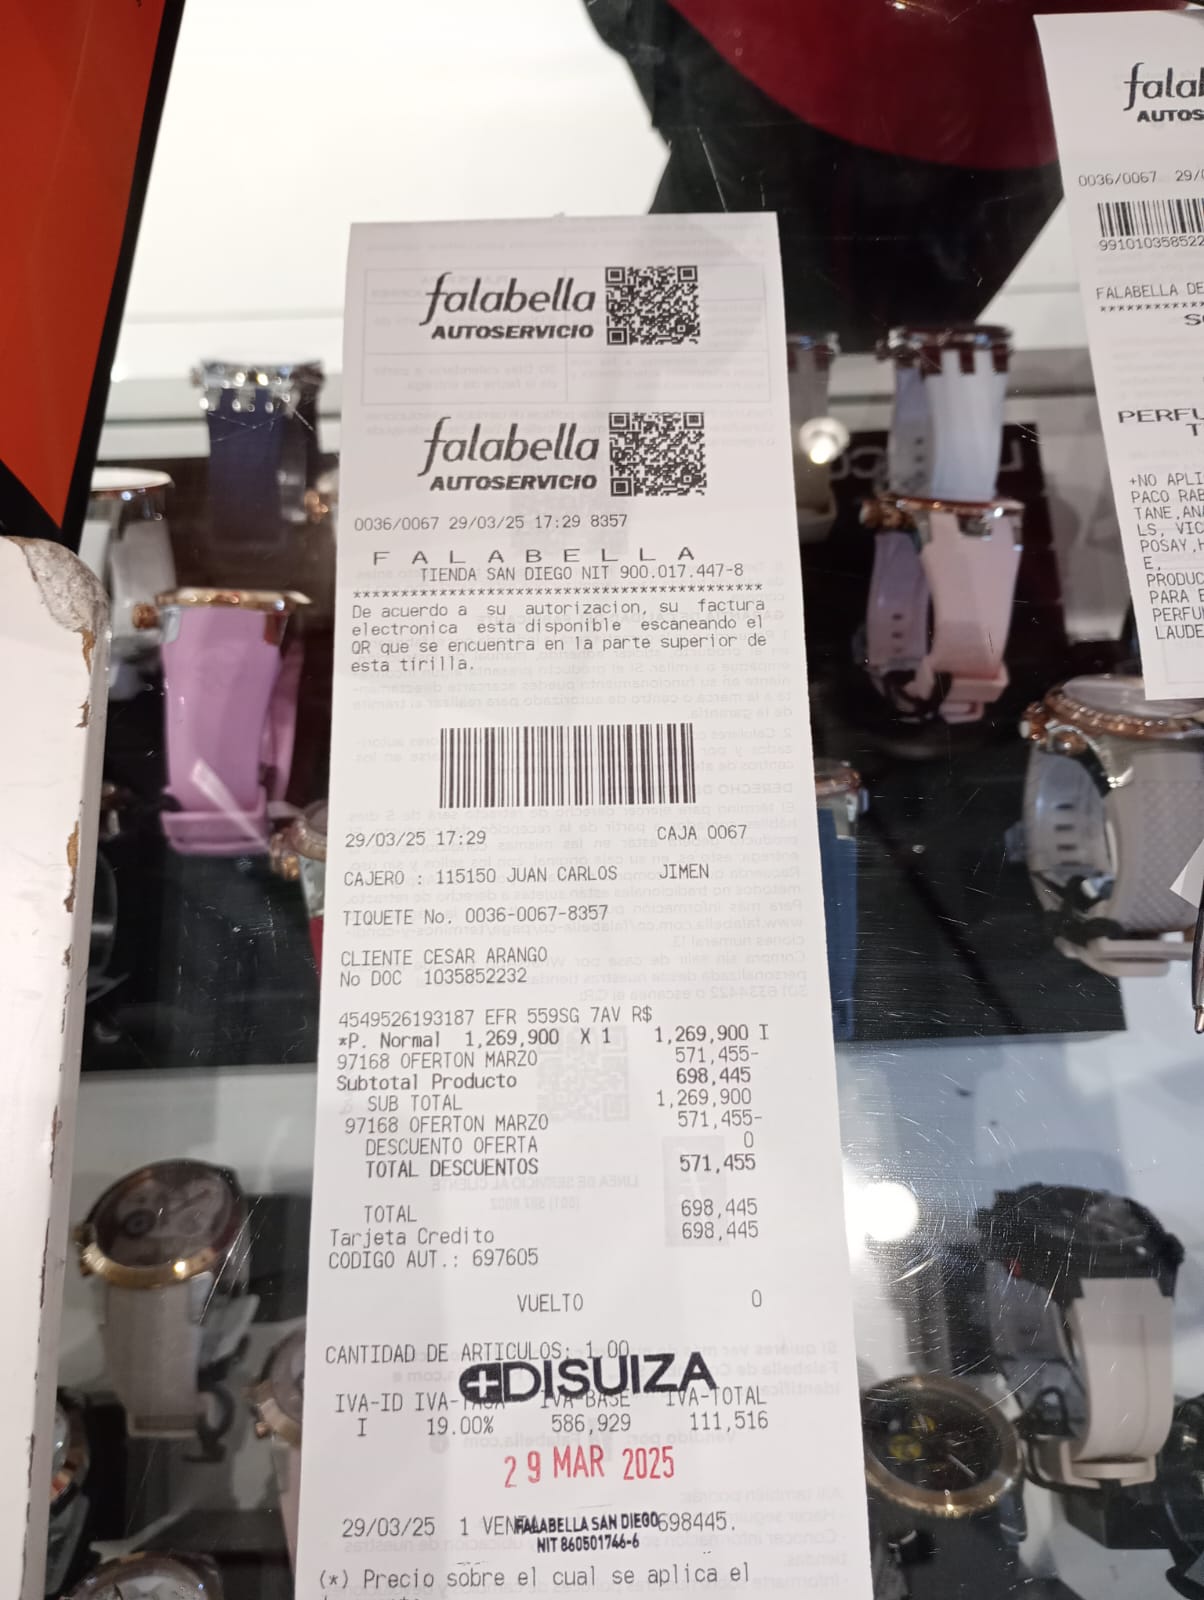 falabella
AUTOSERVICIO
falabella
AUTOSERVICIO
0036/0067 29/03/25 17:29 8357
F A L A B E L L A
TIENDA SAN DIEGO NIT 900.017.447-8
************************************************
De acuerdo a su autorizacion, su factura
electronica esta disponible escaneando el
QR que se encuentra en la parte superior de
esta tirilla.
29/03/25 17:29 CAJA 0067
CAJERO : 115150 JUAN CARLOS JIMEN
TIQUETE No. 0036-0067-8357
CLIENTE CESAR ARANGO
No DOC 1035852232
4549526193187 EFR 559SG 7AV R$
*P. Normal 1,269,900 X 1 1,269,900 I
97168 OFERTON MARZO 571,455-
Subtotal Producto 698,445
SUB TOTAL 1,269,900
97168 OFERTON MARZO 571,455-
DESCUENTO OFERTA 0
TOTAL DESCUENTOS 571,455
TOTAL 698,445
Tarjeta Credito 698,445
CODIGO AUT.: 697605
VUELTO 0
CANTIDAD DE ARTICULOS: 1.00
DISUIZA
IVA-ID IVA-TASA IVA-BASE IVA-TOTAL
I 19.00% 586,929 111,516
29 MAR 2025
29/03/25 1 VEN 698445.
FALABELLA SAN DIEGO
NIT 860501746-6
(*) Precio sobre el cual se aplica el
falab
AUTOS
0036/0067 29/0
99101035852
FALABELLA DE
PERFU
+NO APLI
PACO RAB
TANE,AN
LS, VIC
POSAY,H
E,
PRODUC
PARA E
PERFU
LAUDE